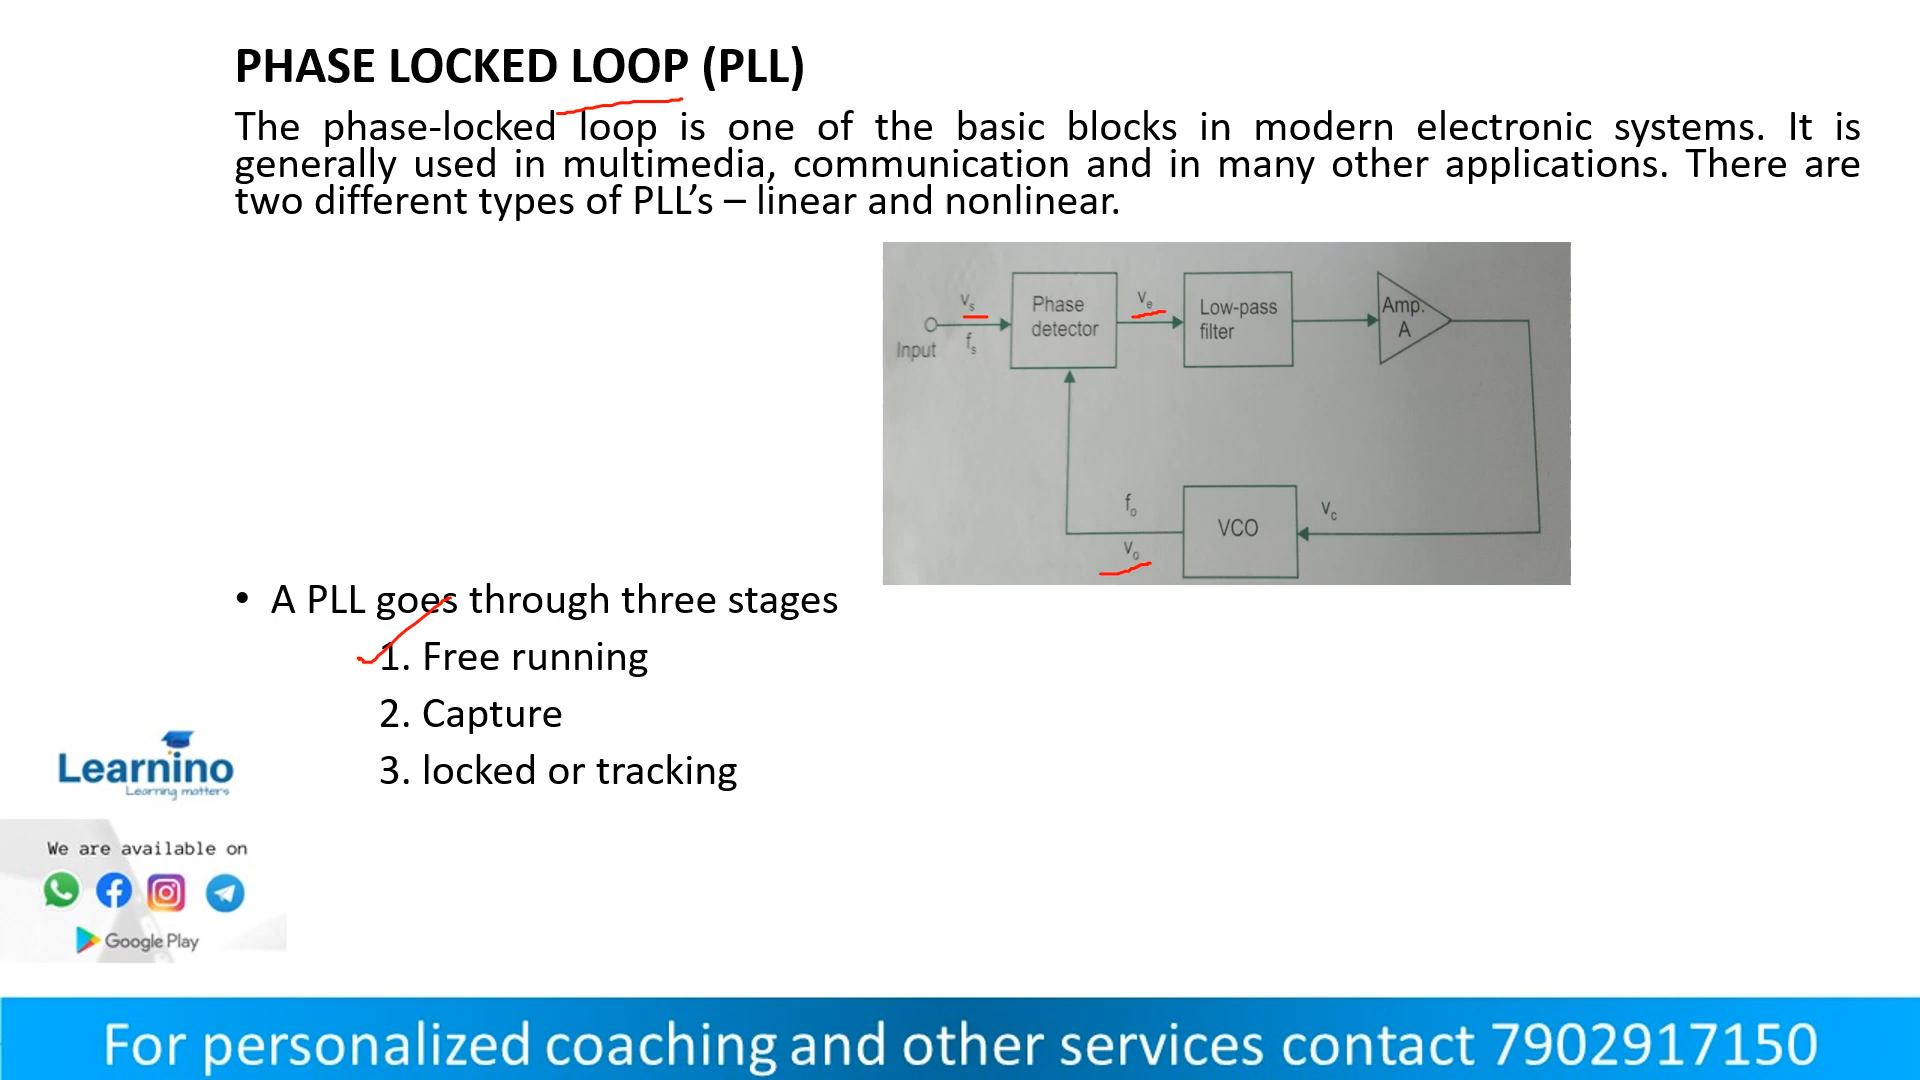 PHASE LOCKED LOOP (PLL)
The phase-locked loop is one of the basic blocks in modern electronic systems. It is
generally used in multimedia, communication and in many other applications. There are
two different types of PLL’s – linear and nonlinear.
Vs
fs
Input
Phase
detector
Ve
Low-pass
filter
Amp.
A
fo
Vo
VCO
Vc
• A PLL goes through three stages
1. Free running
2. Capture
3. locked or tracking
Learnino
Learning matters
We are available on
Google Play
For personalized coaching and other services contact 7902917150